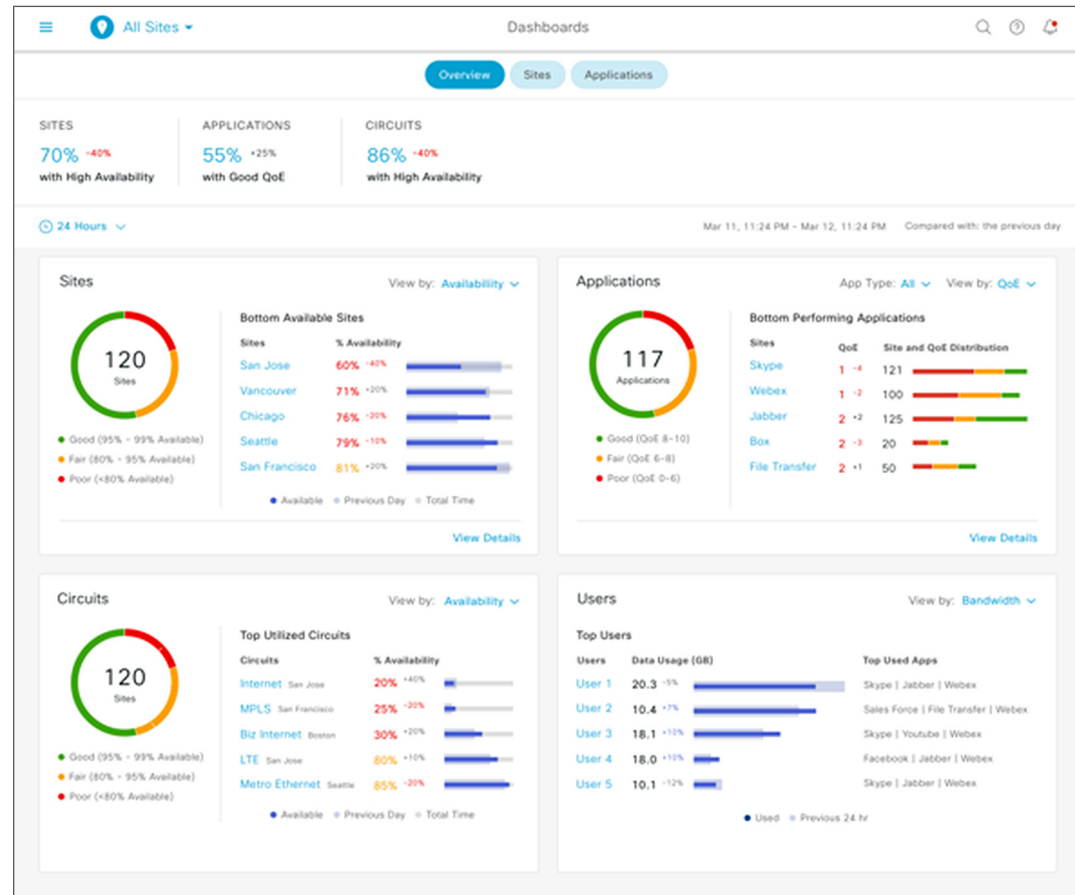 All Sites
Dashboards
Overview Sites Applications
SITES APPLICATIONS CIRCUITS
70% -40% 55% +25% 86% -40%
with High Availability with Good QoE with High Availability
24 Hours Mar 11, 11:24 PM - Mar 12, 11:24 PM Compared with: the previous day
Sites View by: Availability
120
Sites
Good (95% - 99% Available)
Fair (80% - 95% Available)
Poor (<80% Available)
Bottom Available Sites
Sites % Availability
San Jose 60% -40%
Vancouver 71% +20%
Chicago 76% -20%
Seattle 79% -10%
San Francisco 81% +20%
Available Previous Day Total Time
View Details
Applications App Type: All View by: QoE
117
Applications
Good (QoE 8-10)
Fair (QoE 6-8)
Poor (QoE 0-6)
Bottom Performing Applications
Sites QoE Site and QoE Distribution
Skype 1 -4 121
Webex 1 -2 100
Jabber 2 +2 125
Box 2 -3 20
File Transfer 2 +1 50
View Details
Circuits View by: Availability
120
Sites
Good (95% - 99% Available)
Fair (80% - 95% Available)
Poor (<80% Available)
Top Utilized Circuits
Circuits % Availability
Internet San Jose 20% +40%
MPLS San Francisco 25% -20%
Biz Internet Boston 30% +20%
LTE San Jose 80% +10%
Metro Ethernet Seattle 85% -20%
Available Previous Day Total Time
Users View by: Bandwidth
Top Users
Users Data Usage (GB) Top Used Apps
User 1 20.3 -5% Skype | Jabber | Webex
User 2 10.4 +7% Sales Force | File Transfer | Webex
User 3 18.1 +10% Skype | Youtube | Webex
User 4 18.0 +10% Facebook | Jabber | Webex
User 5 10.1 -12% Skype | Jabber | Webex
Used Previous 24 hr